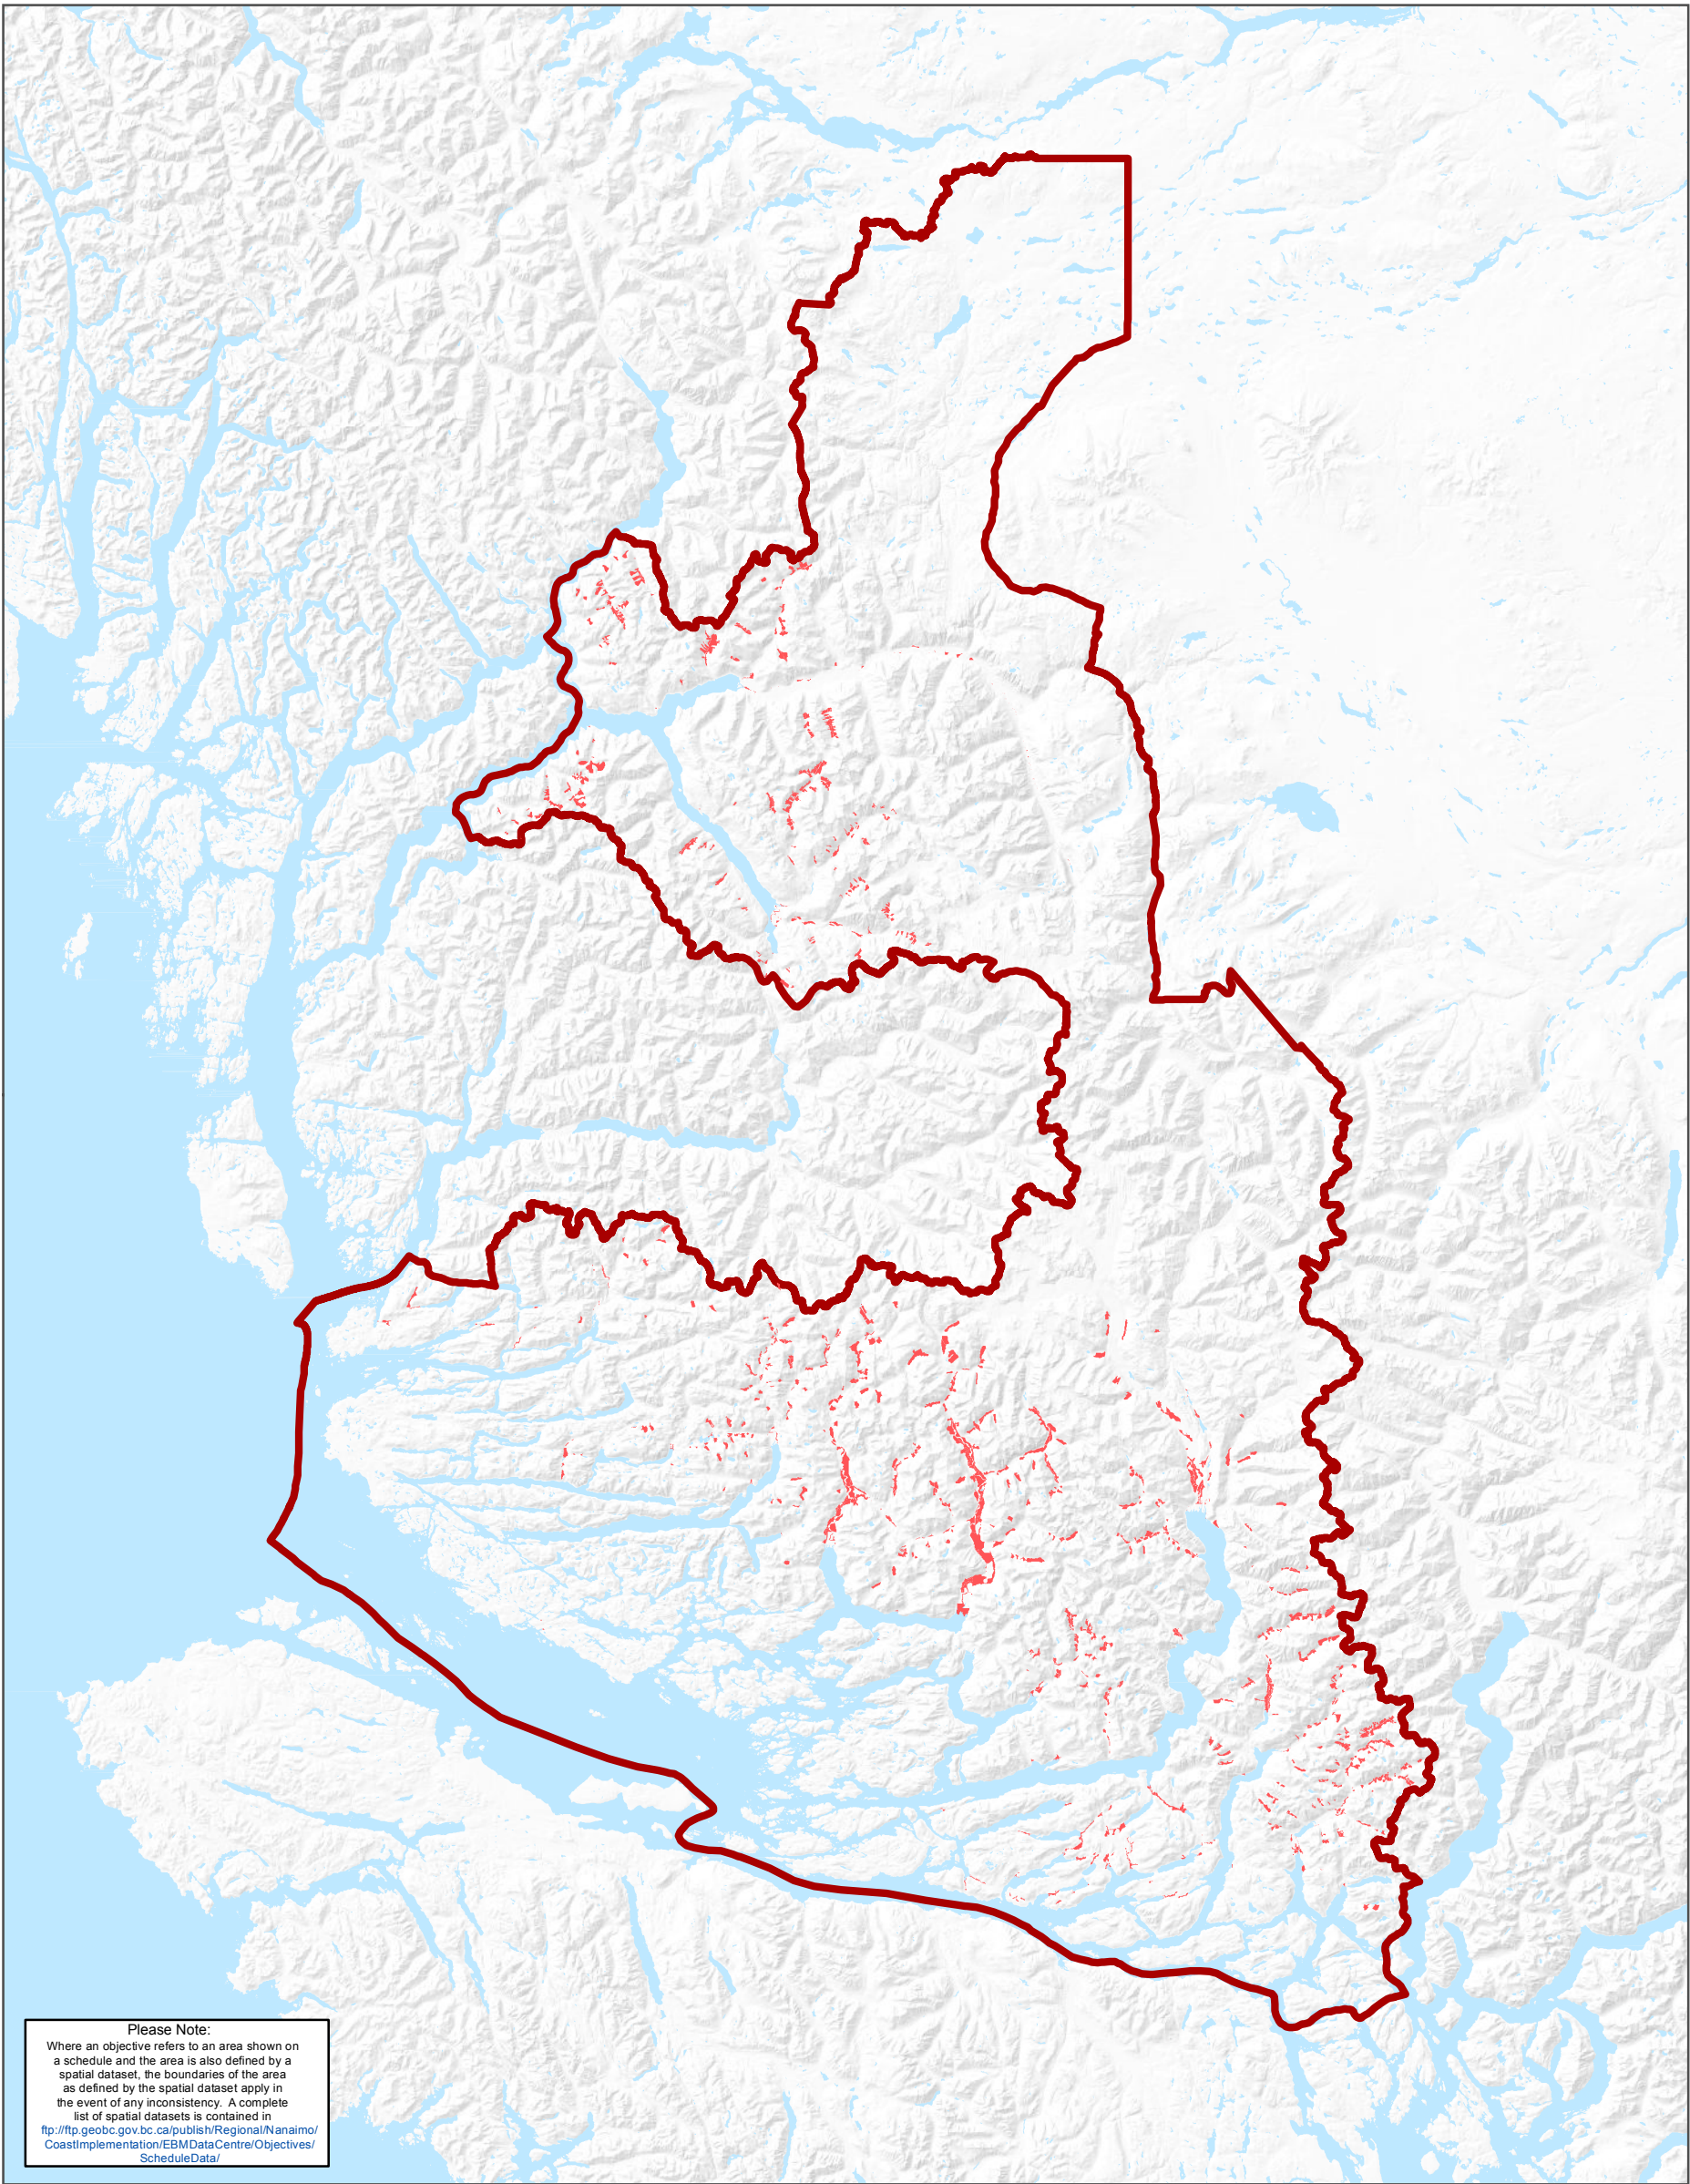 Please Note:
Where an objective refers to an area shown on
a schedule and the area is also defined by a
spatial dataset, the boundaries of the area
as defined by the spatial dataset apply in
the event of any inconsistency. A complete
list of spatial datasets is contained in
ftp://ftp.geobc.gov.bc.ca/publish/Regional/Nanaimo/
CoastImplementation/EBMDataCentre/Objectives/
ScheduleData/